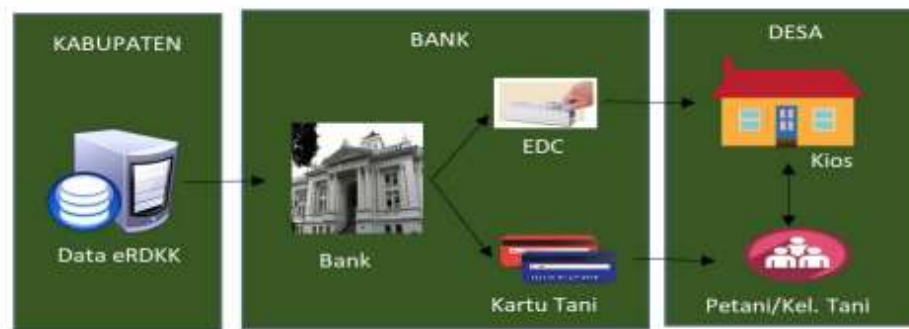 KABUPATEN
Data eRDKK
BANK
Bank
EDC
Kartu Tani
DESA
Kios
Petani/Kel. Tani